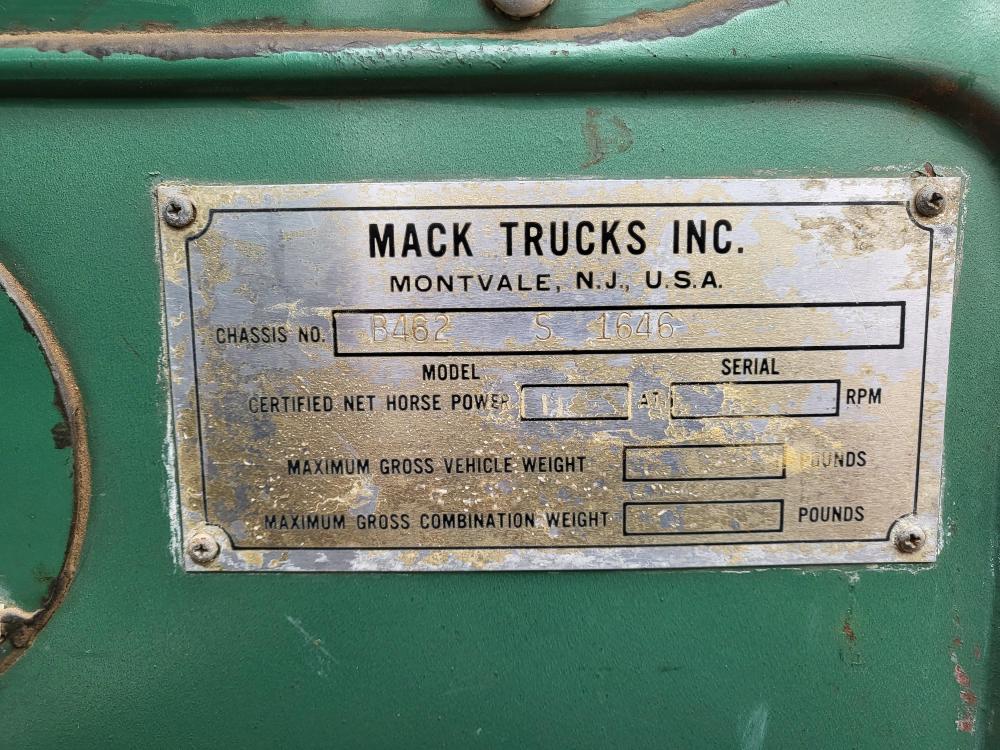 MACK TRUCKS INC.
MONTVALE, N.J., U.S.A.
CHASSIS NO. B462 S 1646
MODEL SERIAL
CERTIFIED NET HORSE POWER AT RPM
MAXIMUM GROSS VEHICLE WEIGHT POUNDS
MAXIMUM GROSS COMBINATION WEIGHT POUNDS